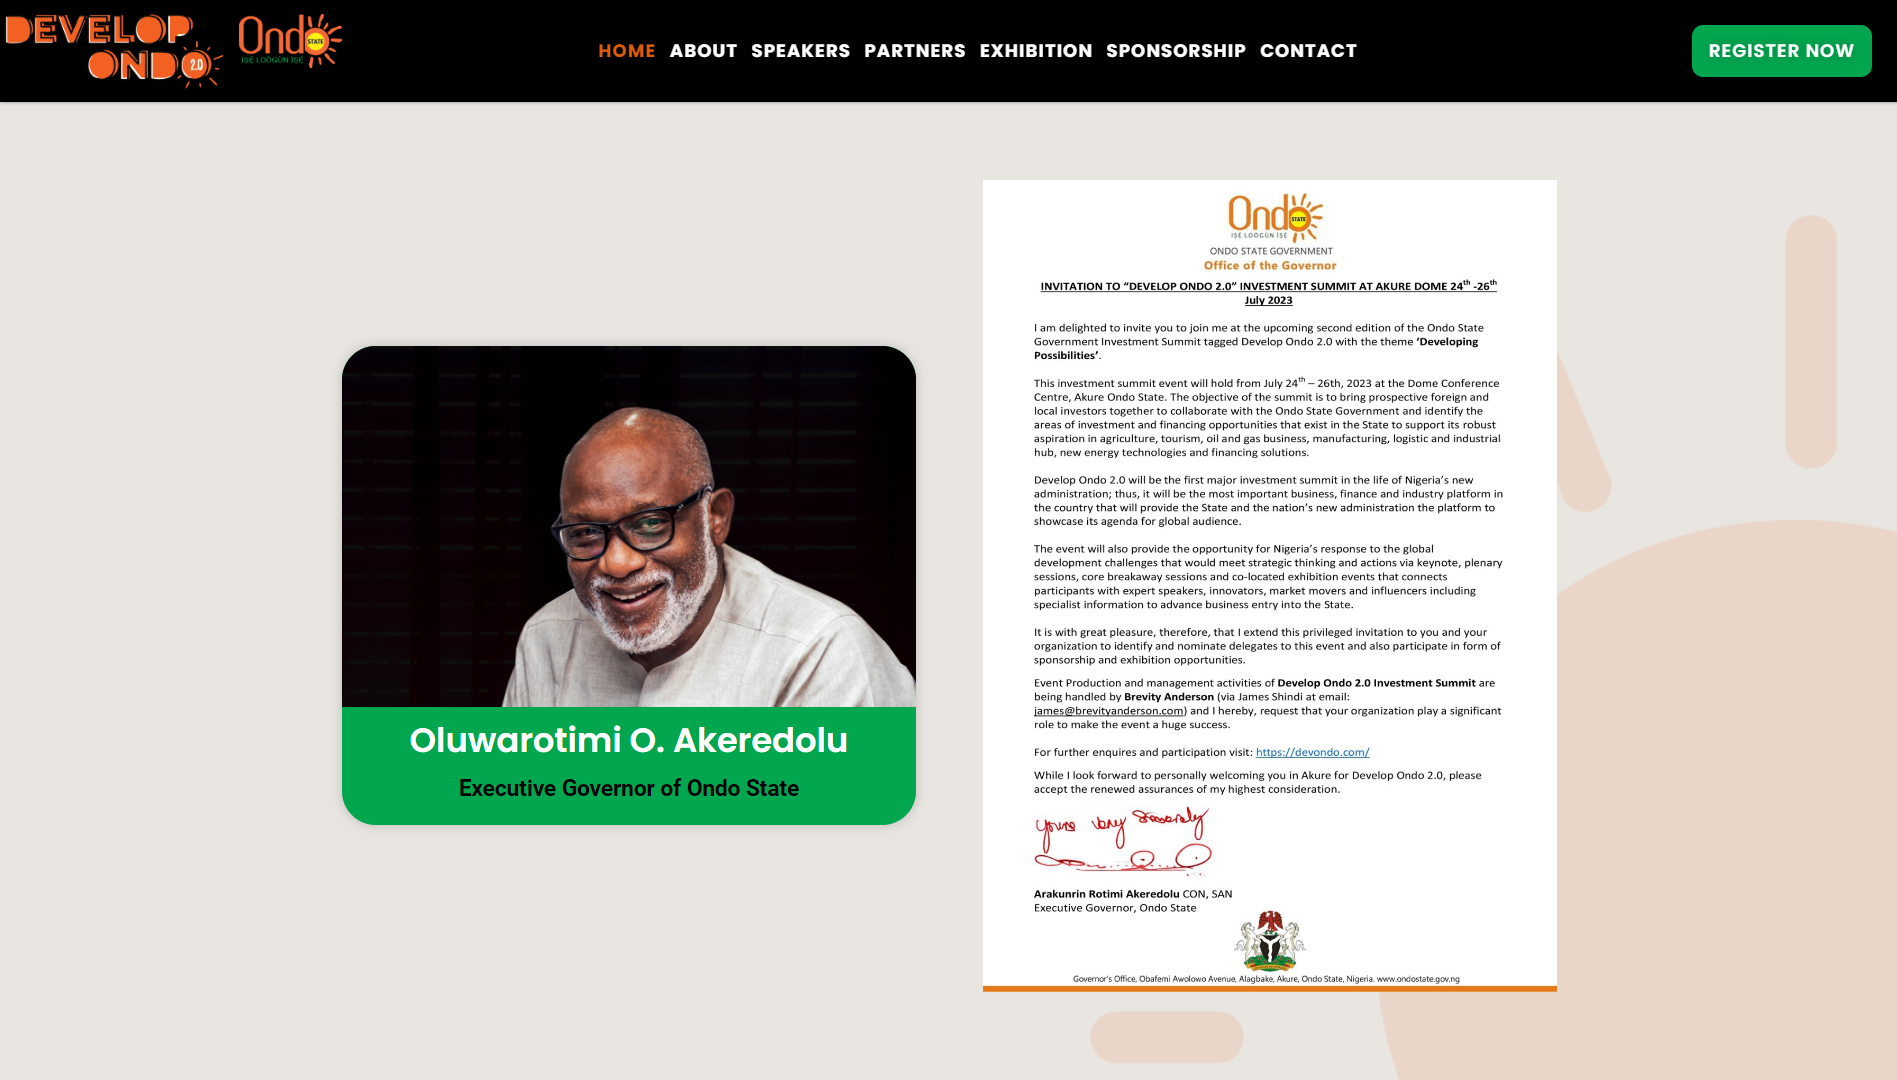 DEVELOP
ONDO 2.0
Ondo
STATE
ISE LOÒGÙN ÌSE
HOME ABOUT SPEAKERS PARTNERS EXHIBITION SPONSORSHIP CONTACT
REGISTER NOW
Oluwarotimi O. Akeredolu
Executive Governor of Ondo State
Ondo
STATE
ISE LOÒGÙN ÌSE
ONDO STATE GOVERNMENT
Office of the Governor
INVITATION TO “DEVELOP ONDO 2.0” INVESTMENT SUMMIT AT AKURE DOME 24th -26th
July 2023
I am delighted to invite you to join me at the upcoming second edition of the Ondo State
Government Investment Summit tagged Develop Ondo 2.0 with the theme ‘Developing
Possibilities’.
This investment summit event will hold from July 24th – 26th, 2023 at the Dome Conference
Centre, Akure Ondo State. The objective of the summit is to bring prospective foreign and
local investors together to collaborate with the Ondo State Government and identify the
areas of investment and financing opportunities that exist in the State to support its robust
aspiration in agriculture, tourism, oil and gas business, manufacturing, logistic and industrial
hub, new energy technologies and financing solutions.
Develop Ondo 2.0 will be the first major investment summit in the life of Nigeria’s new
administration; thus, it will be the most important business, finance and industry platform in
the country that will provide the State and the nation’s new administration the platform to
showcase its agenda for global audience.
The event will also provide the opportunity for Nigeria’s response to the global
development challenges that would meet strategic thinking and actions via keynote, plenary
sessions, core breakaway sessions and co-located exhibition events that connects
participants with expert speakers, innovators, market movers and influencers including
specialist information to advance business entry into the State.
It is with great pleasure, therefore, that I extend this privileged invitation to you and your
organization to identify and nominate delegates to this event and also participate in form of
sponsorship and exhibition opportunities.
Event Production and management activities of Develop Ondo 2.0 Investment Summit are
being handled by Brevity Anderson (via James Shindi at email:
james@brevityanderson.com) and I hereby, request that your organization play a significant
role to make the event a huge success.
For further enquires and participation visit: https://devondo.com/
While I look forward to personally welcoming you in Akure for Develop Ondo 2.0, please
accept the renewed assurances of my highest consideration.
Yours very sincerely
Arakunrin Rotimi Akeredolu CON, SAN
Executive Governor, Ondo State
Governor’s Office, Obafemi Awolowo Avenue, Alagbake, Akure, Ondo State, Nigeria. www.ondostate.gov.ng